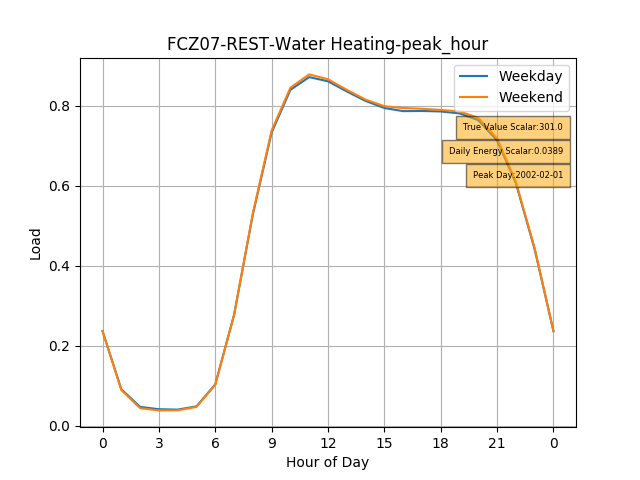 FCZ07-REST-Water Heating-peak_hour
Weekday
Weekend
True Value Scalar:301.0
Daily Energy Scalar:0.0389
Peak Day:2002-02-01
Load
0.8
0.6
0.4
0.2
0.0
0 3 6 9 12 15 18 21 0
Hour of Day